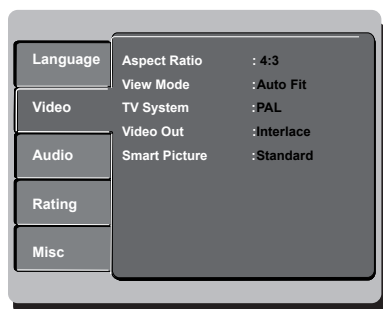 Language
Video
Audio
Rating
Misc
Aspect Ratio : 4:3
View Mode :Auto Fit
TV System :PAL
Video Out :Interlace
Smart Picture :Standard